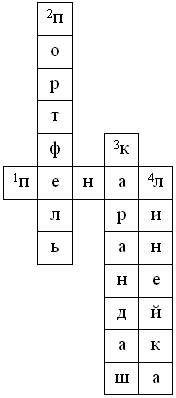 ²п
о
р
т
ф ³к
¹п е н а ⁴л
л р и
ь а н
н е
д й
а к
ш а